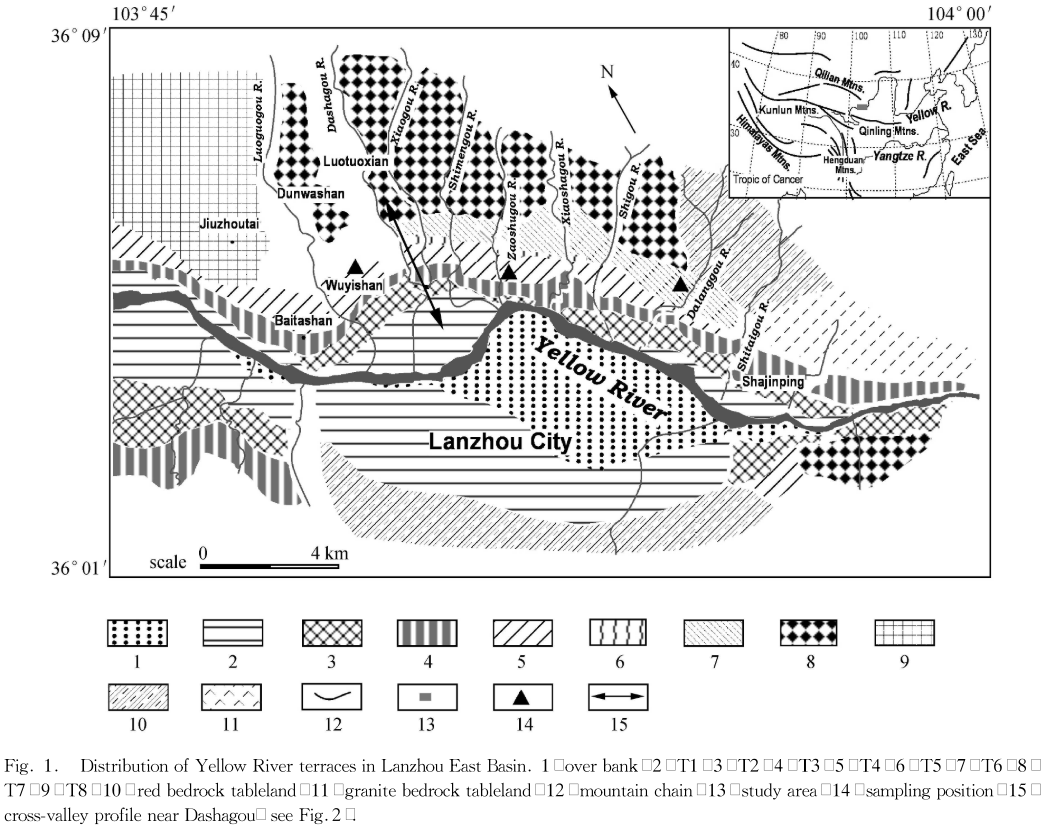 103°45′
104°00′
36°09′
N
80
90
100
110
120
130
40
Qilian Mtns.
Kunlun Mtns.
Yellow R.
Qinling Mtns.
Himalayas Mtns.
30
Hengduan
Mtns.
Yangtze R.
East Sea
Tropic of Cancer
Luoguogou R.
Dashagou R.
Xiaogou R.
Shimengou R.
Zaoshugou R.
Xiaoshagou R.
Shigou R.
Dalanggou R.
Shitaigou R.
Luotuoxian
Dunwashan
Jiuzhoutai
Wuyishan
Baitashan
Shajinping
Yellow River
Lanzhou City
scale 0 4 km
36°01′
1 2 3 4 5 6 7 8 9
10 11 12 13 14 15
Fig. 1. Distribution of Yellow River terraces in Lanzhou East Basin. 1□over bank□2□T1□3□T2□4□T3□5□T4□6□T5□7□T6□8□
T7□9□T8□10□red bedrock tableland□11□granite bedrock tableland□12□mountain chain□13□study area□14□sampling position□15□
cross-valley profile near Dashagou□see Fig. 2□.